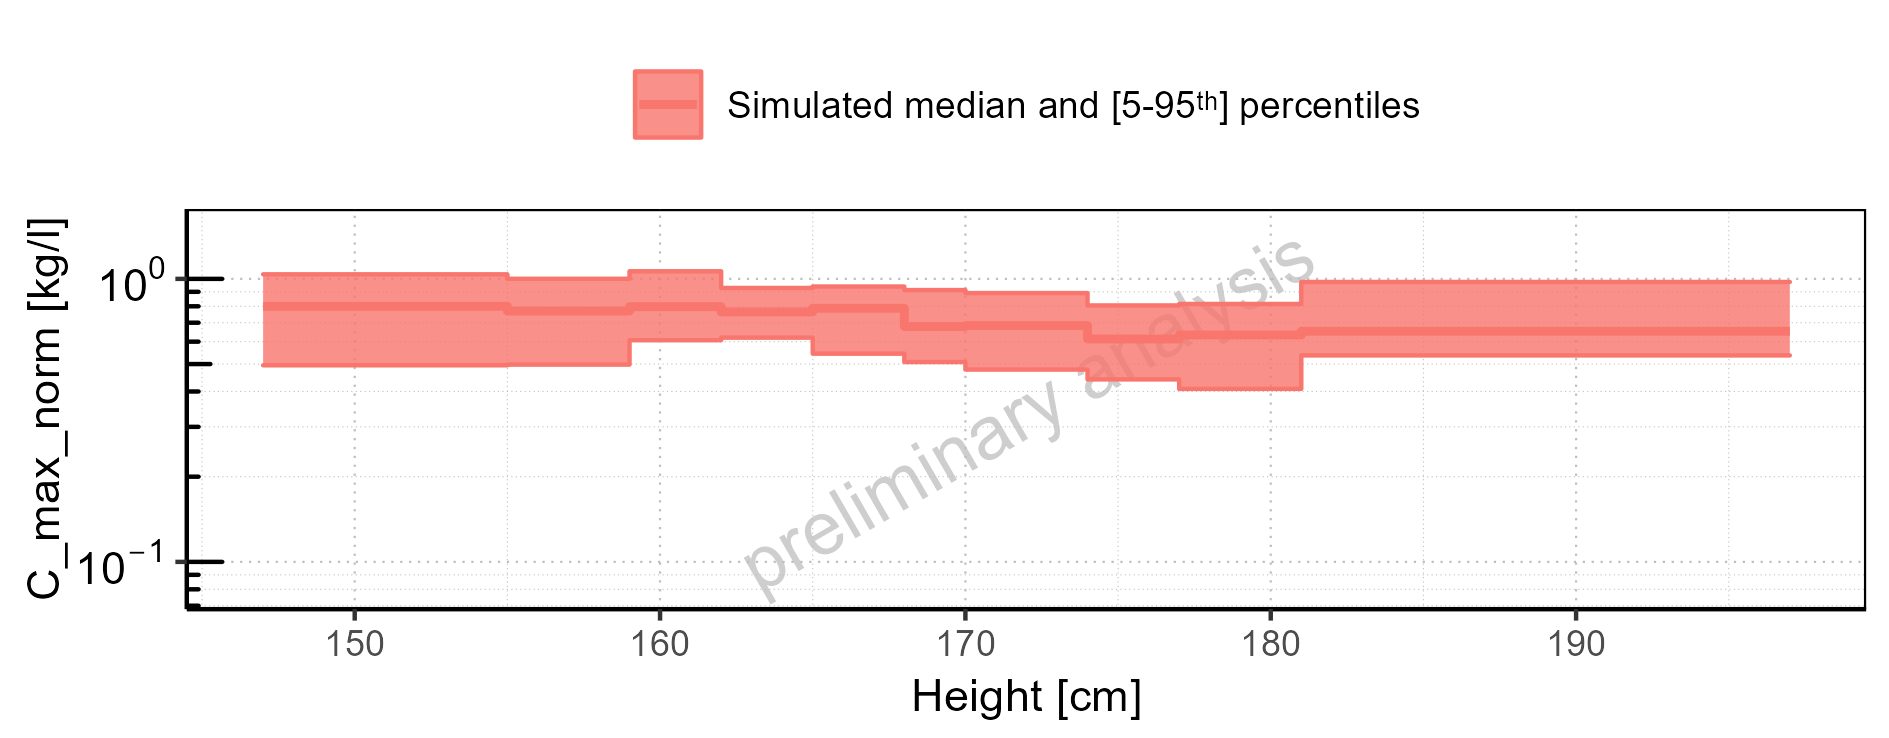 Simulated median and [5-95th] percentiles
C_max_norm [kg/l]
10⁰
10⁻¹
preliminary analysis
150 160 170 180 190
Height [cm]